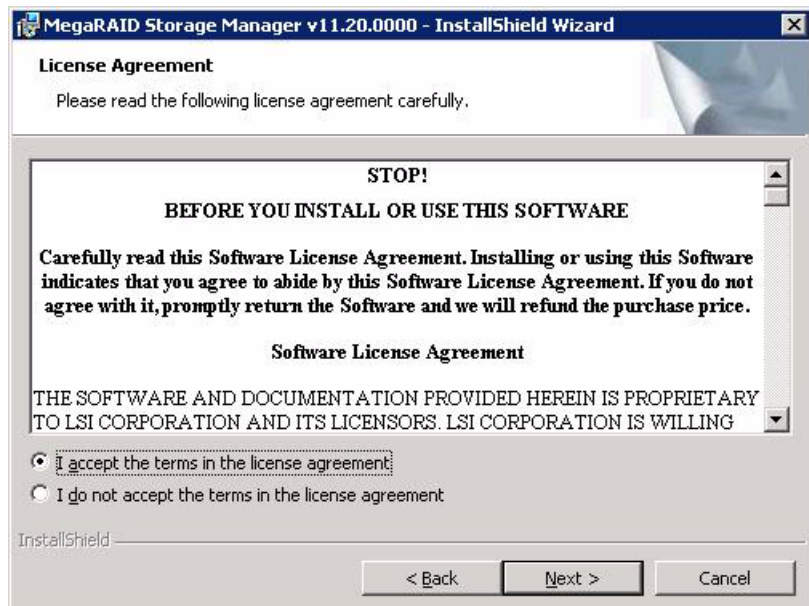 MegaRAID Storage Manager v11.20.0000 - InstallShield Wizard
License Agreement
Please read the following license agreement carefully.
STOP!
BEFORE YOU INSTALL OR USE THIS SOFTWARE
Carefully read this Software License Agreement. Installing or using this Software
indicates that you agree to abide by this Software License Agreement. If you do not
agree with it, promptly return the Software and we will refund the purchase price.
Software License Agreement
THE SOFTWARE AND DOCUMENTATION PROVIDED HEREIN IS PROPRIETARY
TO LSI CORPORATION AND ITS LICENSORS. LSI CORPORATION IS WILLING
I accept the terms in the license agreement
I do not accept the terms in the license agreement
InstallShield
< Back Next > Cancel